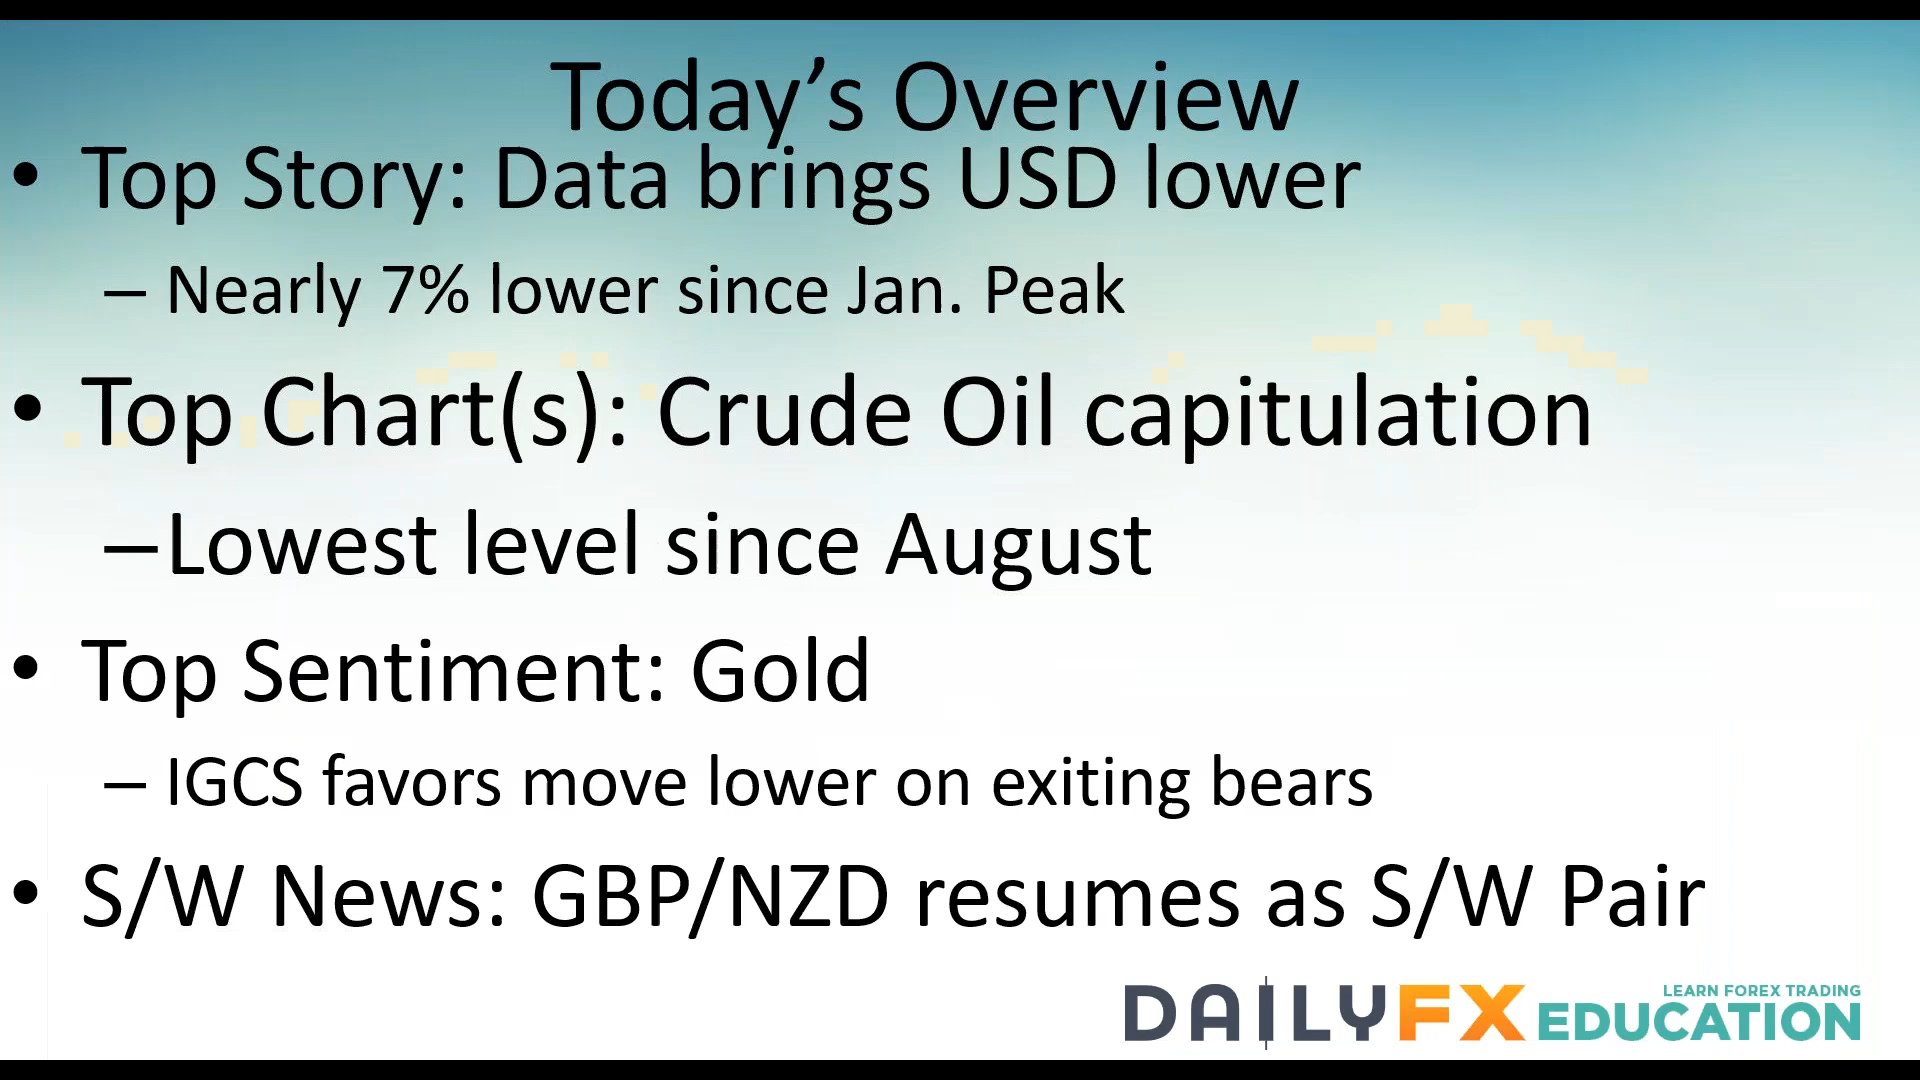 Today’s Overview
• Top Story: Data brings USD lower
– Nearly 7% lower since Jan. Peak
• Top Chart(s): Crude Oil capitulation
–Lowest level since August
• Top Sentiment: Gold
– IGCS favors move lower on exiting bears
• S/W News: GBP/NZD resumes as S/W Pair
LEARN FOREX TRADING
DAILYFX EDUCATION